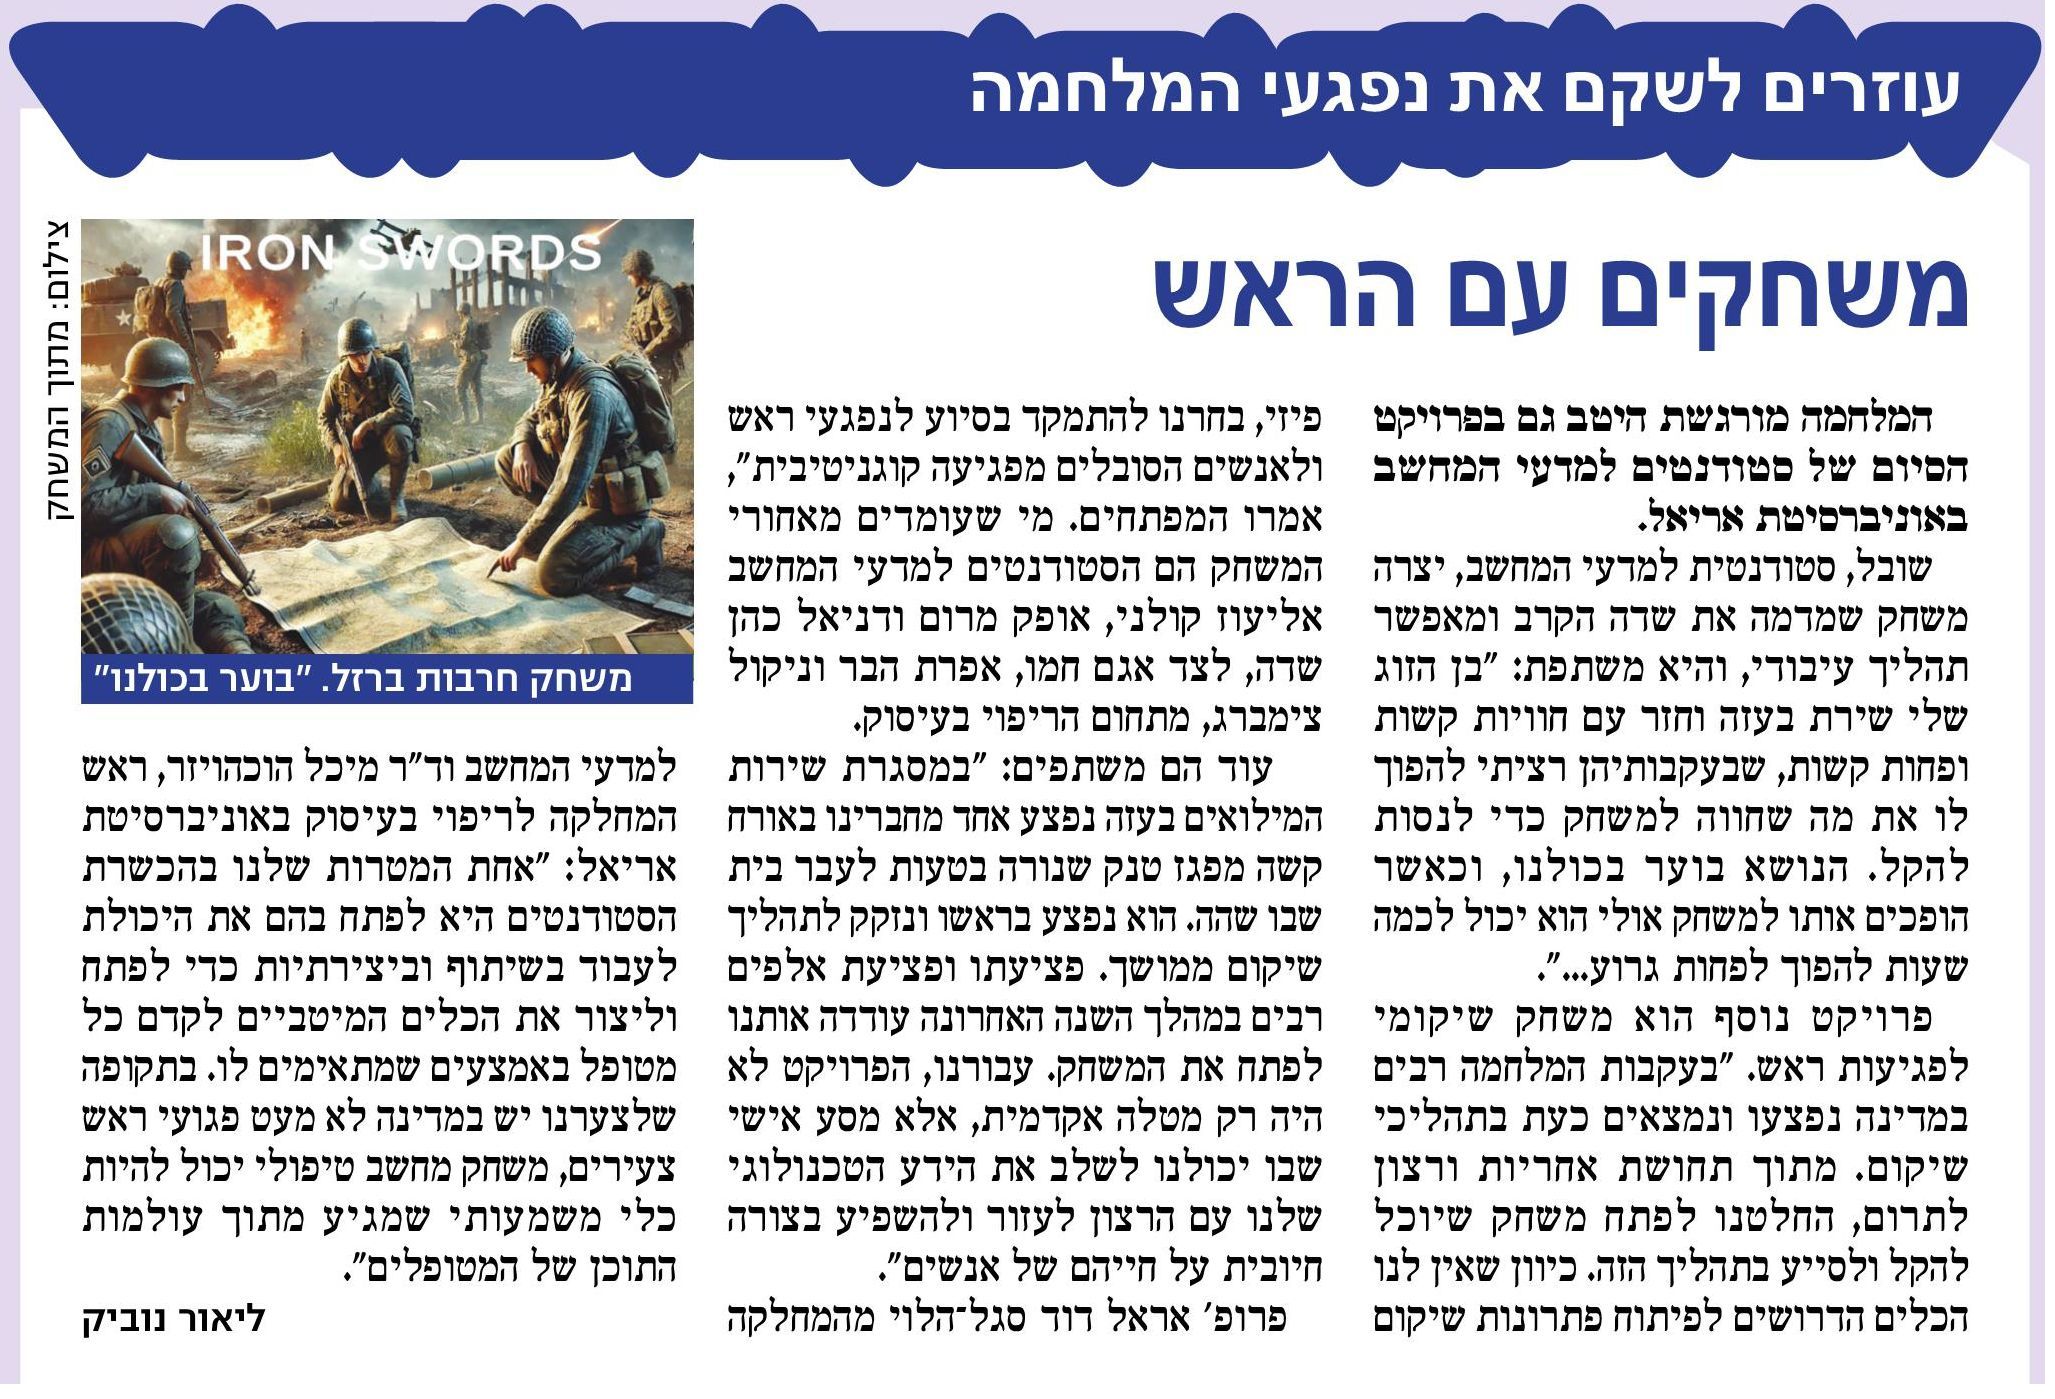 עוזרים לשקם את נפגעי המלחמה
משחקים עם הראש
המלחמה מורגשת היטב גם בפרויקט
הסיום של סטודנטים למדעי המחשב
באוניברסיטת אריאל.
שובל, סטודנטית למדעי המחשב, יצרה
משחק שמדמה את שדה הקרב ומאפשר
תהליך עיבודי, והיא משתפת: "בן הזוג
שלי שירת בעזה וחזר עם חוויות קשות
ופחות קשות, שבעקבותיהן רציתי להפוך
לו את מה שחווה למשחק כדי לנסות
להקל. הנושא בוער בכולנו, וכאשר
הופכים אותו למשחק אולי הוא יכול לכמה
שעות להפוך לפחות גרוע...".
פרויקט נוסף הוא משחק שיקומי
לפגיעות ראש. "בעקבות המלחמה רבים
במדינה נפצעו ונמצאים כעת בתהליכי
שיקום. מתוך תחושת אחריות ורצון
לתרום, החלטנו לפתח משחק שיוכל
להקל ולסייע בתהליך הזה. כיוון שאין לנו
הכלים הדרושים לפיתוח פתרונות שיקום
פיזי, בחרנו להתמקד בסיוע לנפגעי ראש
ולאנשים הסובלים מפגיעה קוגניטיבית",
אמרו המפתחים. מי שעומדים מאחורי
המשחק הם הסטודנטים למדעי המחשב
אליעוז קולני, אופק מרום ודניאל כהן
שדה, לצד אגם חמו, אפרת הבר וניקול
צימברג, מתחום הריפוי בעיסוק.
עוד הם משתפים: "במסגרת שירות
המילואים בעזה נפצע אחד מחברינו באורח
קשה מפגז טנק שנורה בטעות לעבר בית
שבו שהה. הוא נפצע בראשו ונזקק לתהליך
שיקום ממושך. פציעתו ופציעת אלפים
רבים במהלך השנה האחרונה עודדה אותנו
לפתח את המשחק. עבורנו, הפרויקט לא
היה רק מטלה אקדמית, אלא מסע אישי
שבו יכולנו לשלב את הידע הטכנולוגי
שלנו עם הרצון לעזור ולהשפיע בצורה
חיובית על חייהם של אנשים".
פרופ' אראל דוד סגל־הלוי מהמחלקה
IRON SWORDS
צילום: מתוך המשחק
משחק חרבות ברזל. "בוער בכולנו"
למדעי המחשב וד"ר מיכל הוכהויזר, ראש
המחלקה לריפוי בעיסוק באוניברסיטת
אריאל: "אחת המטרות שלנו בהכשרת
הסטודנטים היא לפתח בהם את היכולת
לעבוד בשיתוף וביצירתיות כדי לפתח
וליצור את הכלים המיטביים לקדם כל
מטופל באמצעים שמתאימים לו. בתקופה
שלצערנו יש במדינה לא מעט פגועי ראש
צעירים, משחק מחשב טיפולי יכול להיות
כלי משמעותי שמגיע מתוך עולמות
התוכן של המטופלים".
ליאור נוביק